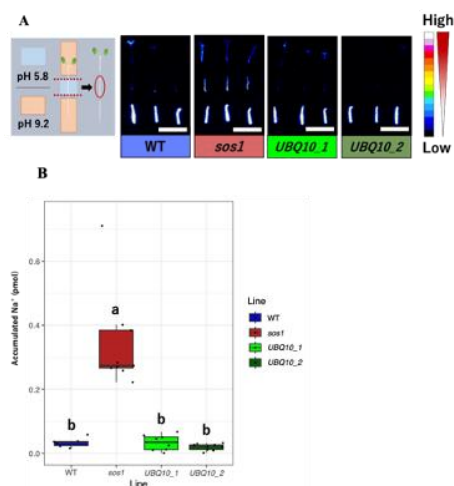 A
High
pH 5.8
pH 9.2
Low
WT
sos1
UBQ10_1
UBQ10_2
B
Accumulated Na⁺ (pmol)
0.6
0.4
0.2
0.0
a
b
b
b
WT
sos1
UBQ10_1
UBQ10_2
Line
Line
WT
sos1
UBQ10_1
UBQ10_2